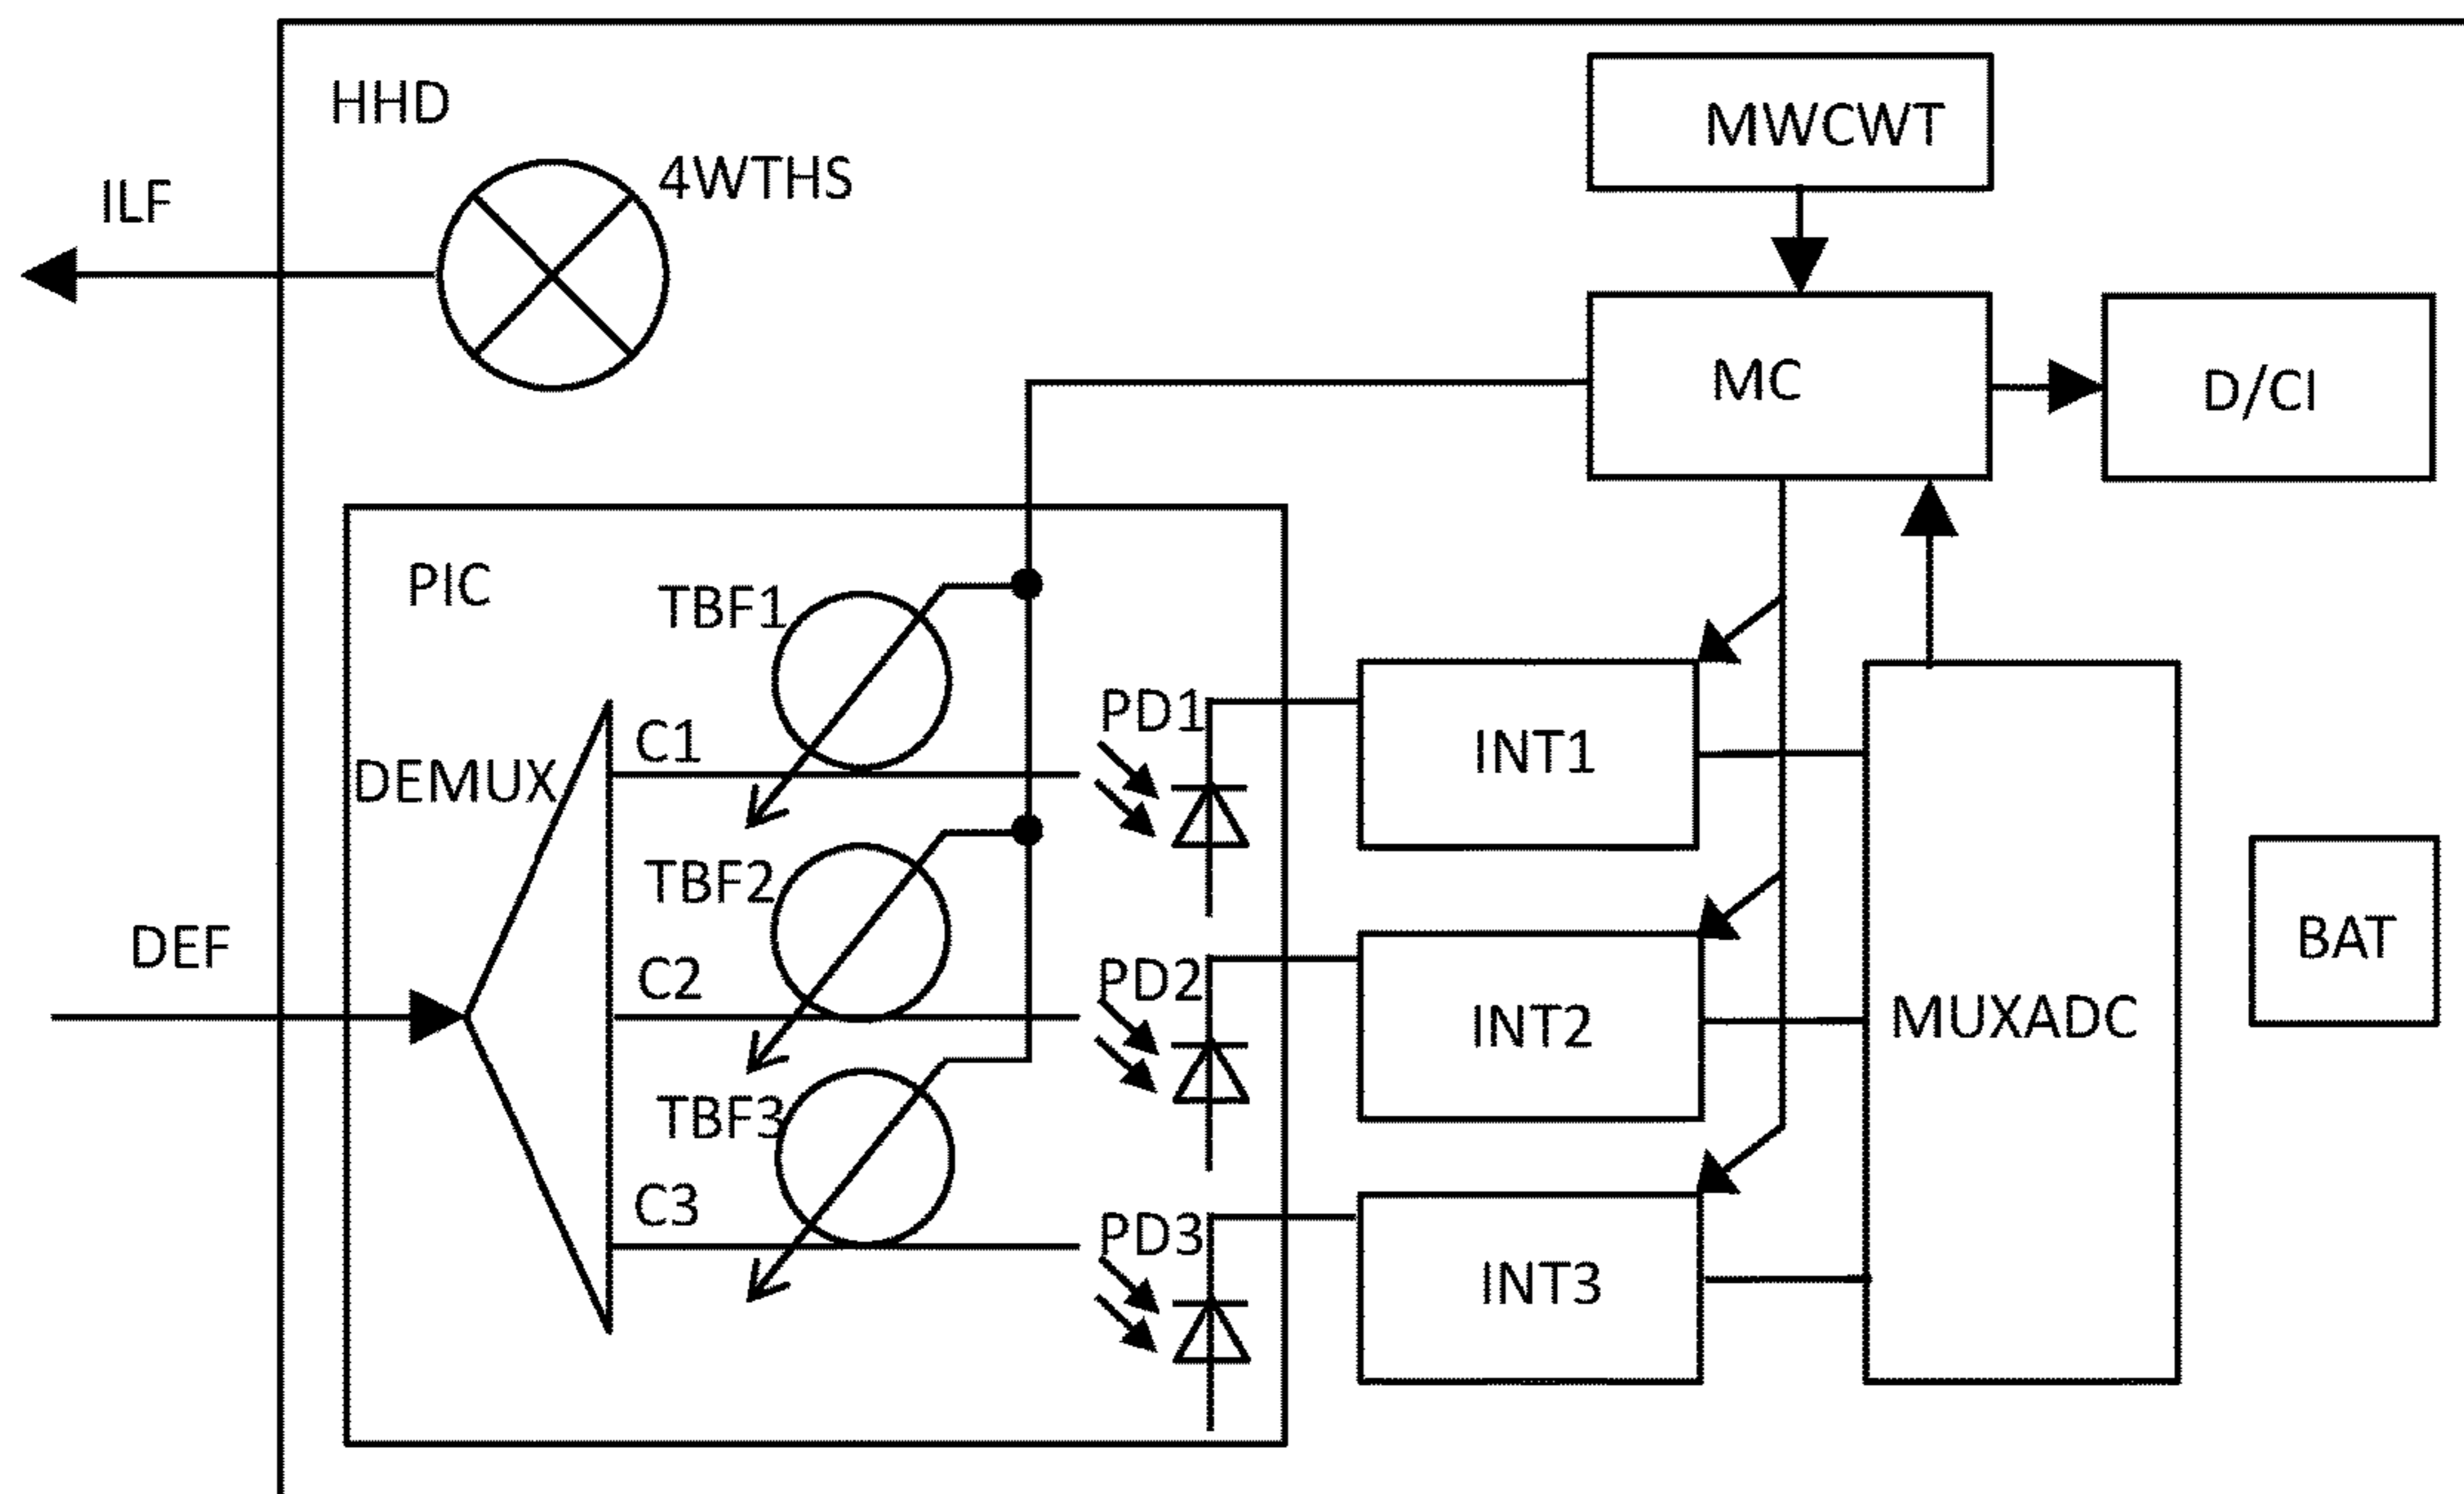 HHD
MWCWT
4WTHS
ILF
MC
D/CI
PIC
TBF1
PD1
C1
INT1
DEMUX
TBF2
BAT
DEF
C2
PD2
MUXADC
INT2
TBF3
C3
PD3
INT3